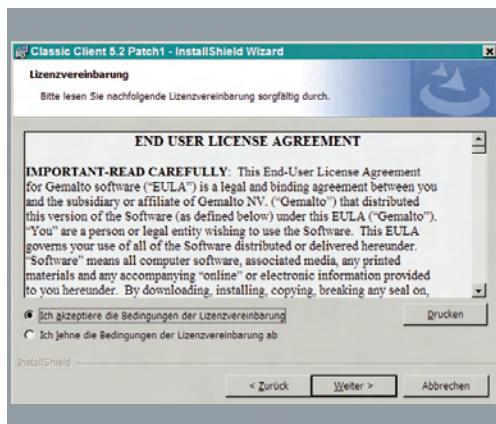 Classic Client 5.2 Patch1 - InstallShield Wizard
Lizenzvereinbarung
Bitte lesen Sie nachfolgende Lizenzvereinbarung sorgfältig durch.
END USER LICENSE AGREEMENT
IMPORTANT-READ CAREFULLY: This End-User License Agreement
for Gemalto software ("EULA") is a legal and binding agreement between you
and the subsidiary or affiliate of Gemalto NV. ("Gemalto") that distributed
this version of the Software (as defined below) under this EULA ("Gemalto").
"You" are a person or legal entity wishing to use the Software. This EULA
governs your use of all of the Software distributed or delivered hereunder.
"Software" means all computer software, associated media, any printed
materials and any accompanying "online" or electronic information provided
to you hereunder. By downloading, installing, copying, breaking any seal on,
Ich akzeptiere die Bedingungen der Lizenzvereinbarung
Drucken
Ich lehne die Bedingungen der Lizenzvereinbarung ab
InstallShield
< Zurück Weiter > Abbrechen